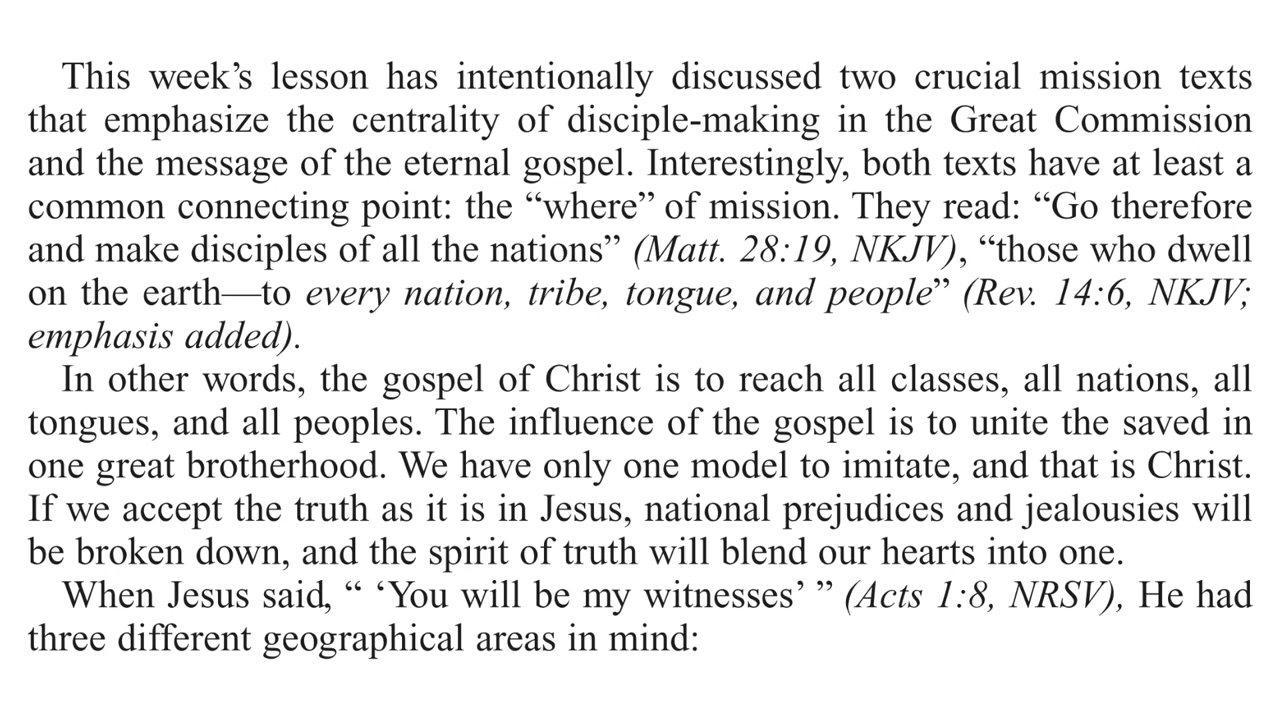 This week’s lesson has intentionally discussed two crucial mission texts
that emphasize the centrality of disciple-making in the Great Commission
and the message of the eternal gospel. Interestingly, both texts have at least a
common connecting point: the “where” of mission. They read: “Go therefore
and make disciples of all the nations” (Matt. 28:19, NKJV), “those who dwell
on the earth—to every nation, tribe, tongue, and people” (Rev. 14:6, NKJV;
emphasis added).
In other words, the gospel of Christ is to reach all classes, all nations, all
tongues, and all peoples. The influence of the gospel is to unite the saved in
one great brotherhood. We have only one model to imitate, and that is Christ.
If we accept the truth as it is in Jesus, national prejudices and jealousies will
be broken down, and the spirit of truth will blend our hearts into one.
When Jesus said, “ ‘You will be my witnesses’ ” (Acts 1:8, NRSV), He had
three different geographical areas in mind: